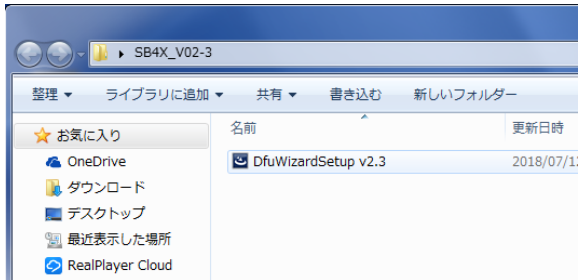 SB4X_V02-3
整理 ライブラリに追加 共有 書き込む 新しいフォルダー
お気に入り
OneDrive
ダウンロード
デスクトップ
最近表示した場所
RealPlayer Cloud
名前 更新日時
DfuWizardSetup v2.3 2018/07/12